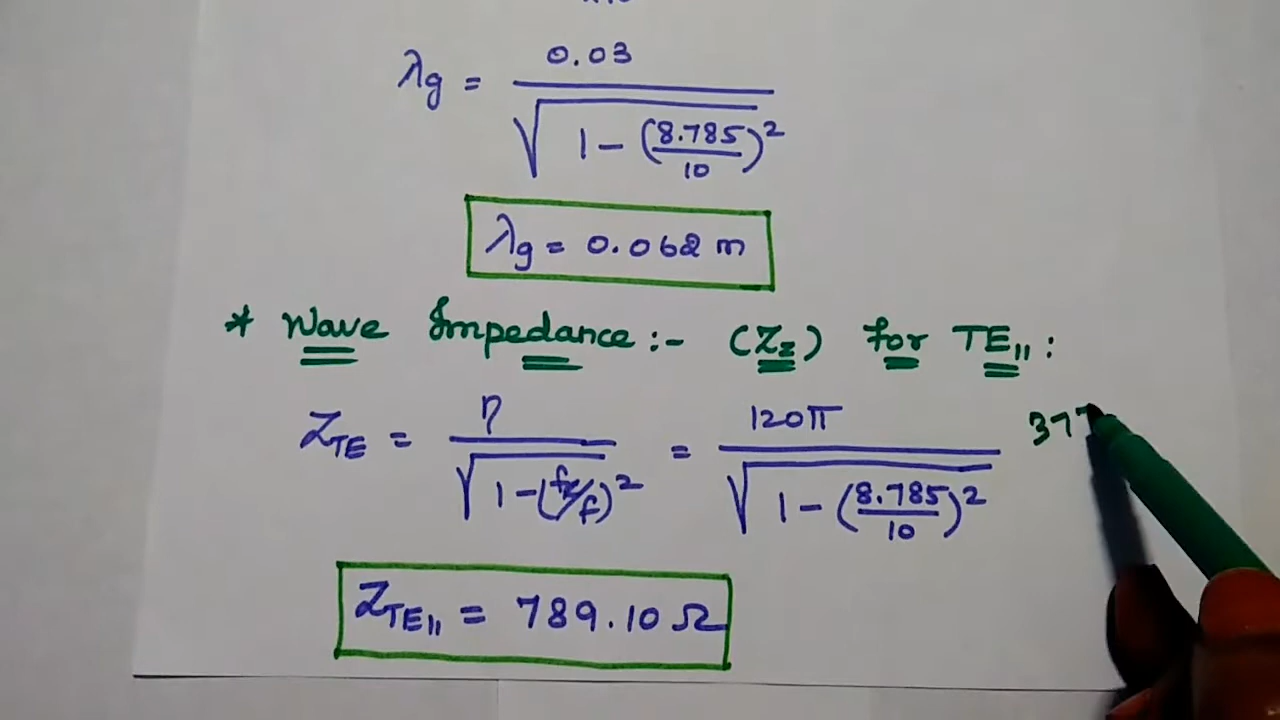 λg = 0.03 / √(1 - (8.785/10)²)
λg = 0.062 m
* Wave Impedance :- (Zz) for TE11 :
ZTE = η / √(1 - (fc/f)²) = 120π / √(1 - (8.785/10)²) 377
ZTE11 = 789.10 Ω